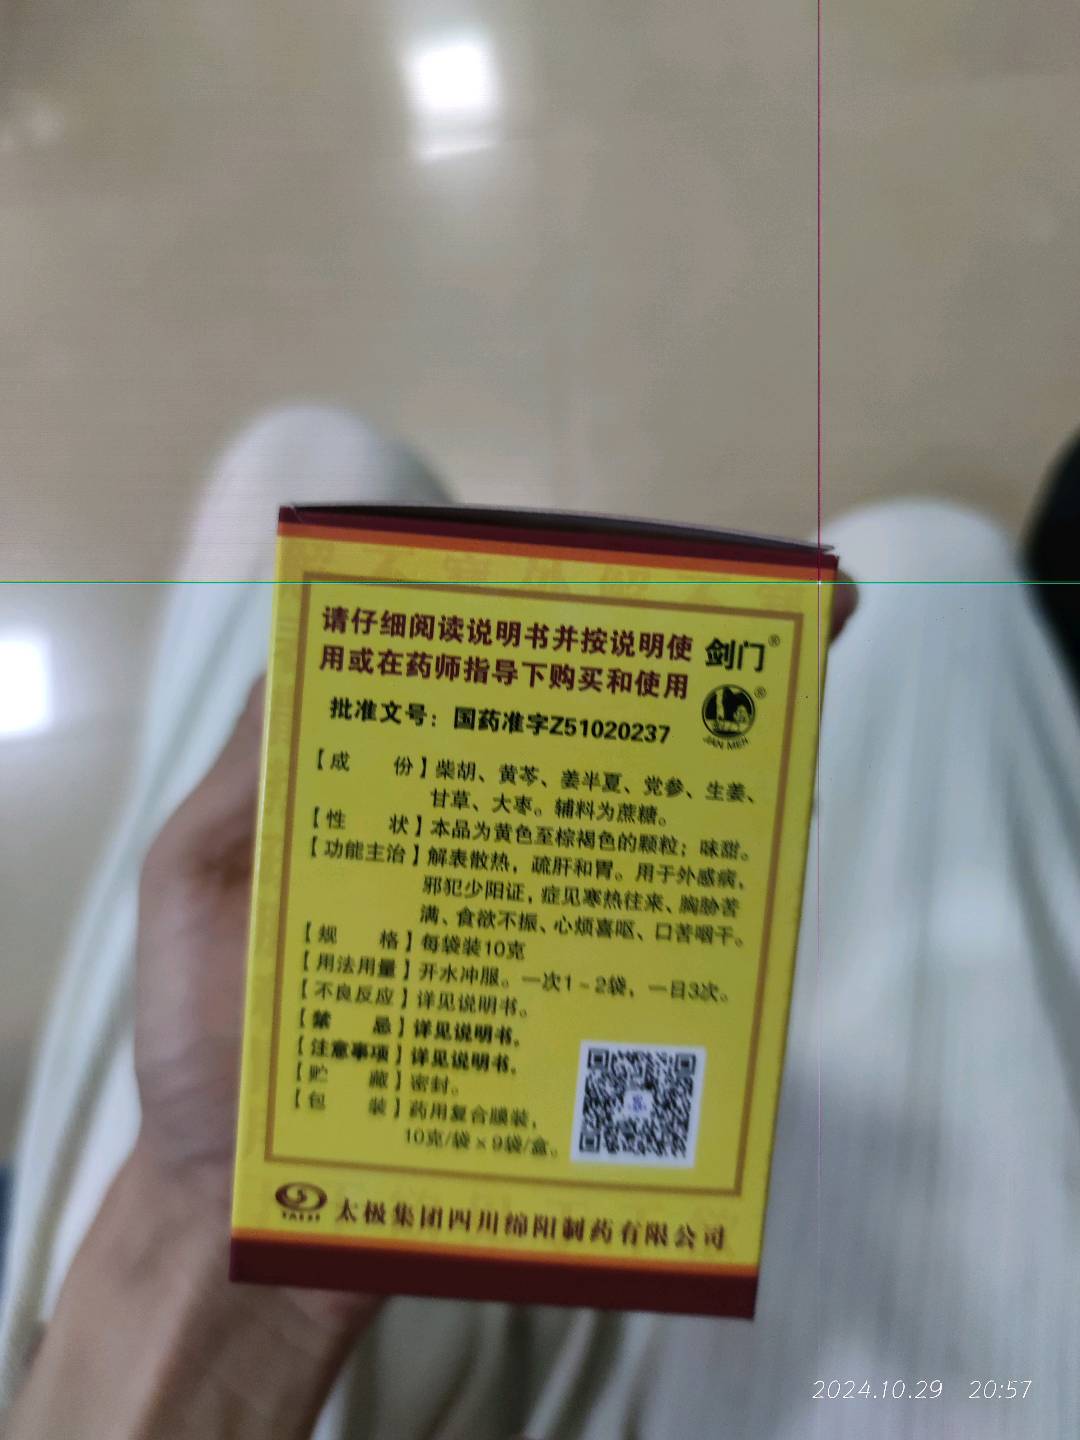 请仔细阅读说明书并按说明使
用或在药师指导下购买和使用
剑门®
®
JIAN MEN
批准文号：国药准字Z51020237
【成　　份】柴胡、黄芩、姜半夏、党参、生姜、
甘草、大枣。辅料为蔗糖。
【性　　状】本品为黄色至棕褐色的颗粒；味甜。
【功能主治】解表散热，疏肝和胃。用于外感病，
邪犯少阳证，症见寒热往来、胸胁苦
满、食欲不振、心烦喜呕、口苦咽干。
【规　　格】每袋装10克
【用法用量】开水冲服。一次1～2袋，一日3次。
【不良反应】详见说明书。
【禁　　忌】详见说明书。
【注意事项】详见说明书。
【贮　　藏】密封。
【包　　装】药用复合膜装，
10克/袋×9袋/盒。
TAIJI
太极集团四川绵阳制药有限公司
2024.10.29 20:57